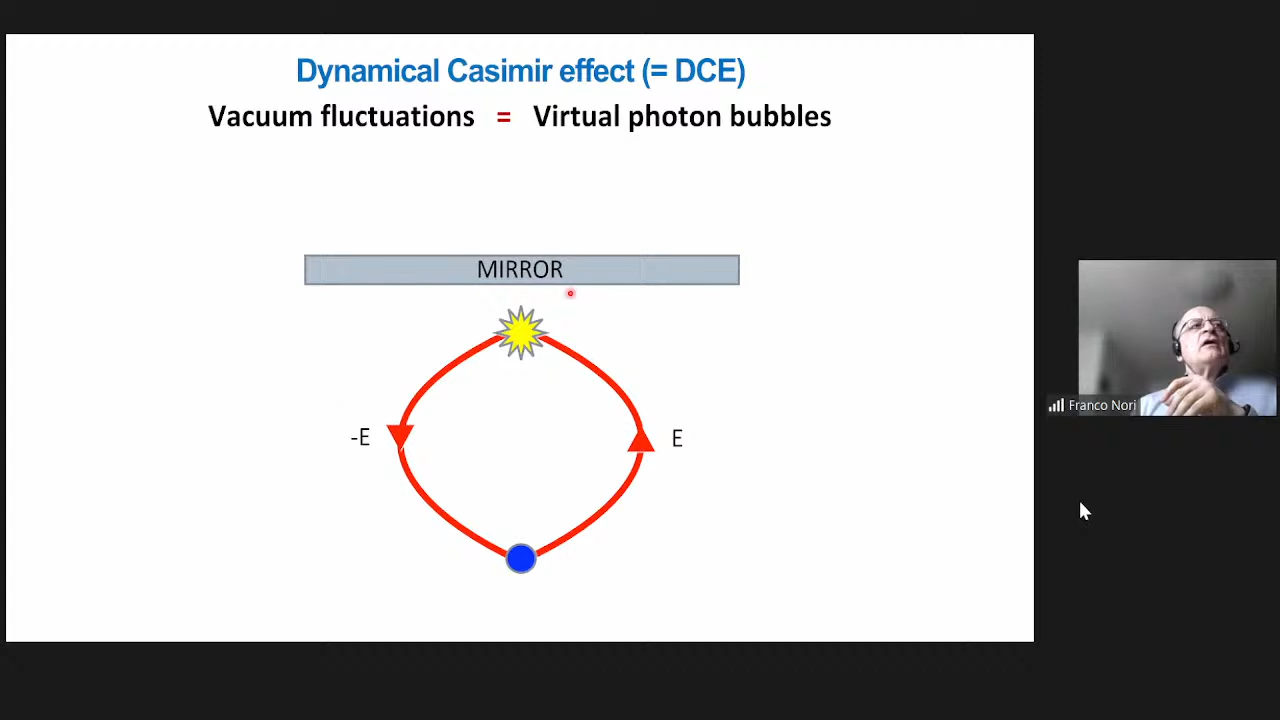 Dynamical Casimir effect (= DCE)
Vacuum fluctuations = Virtual photon bubbles
MIRROR
-E
E
Franco Nori